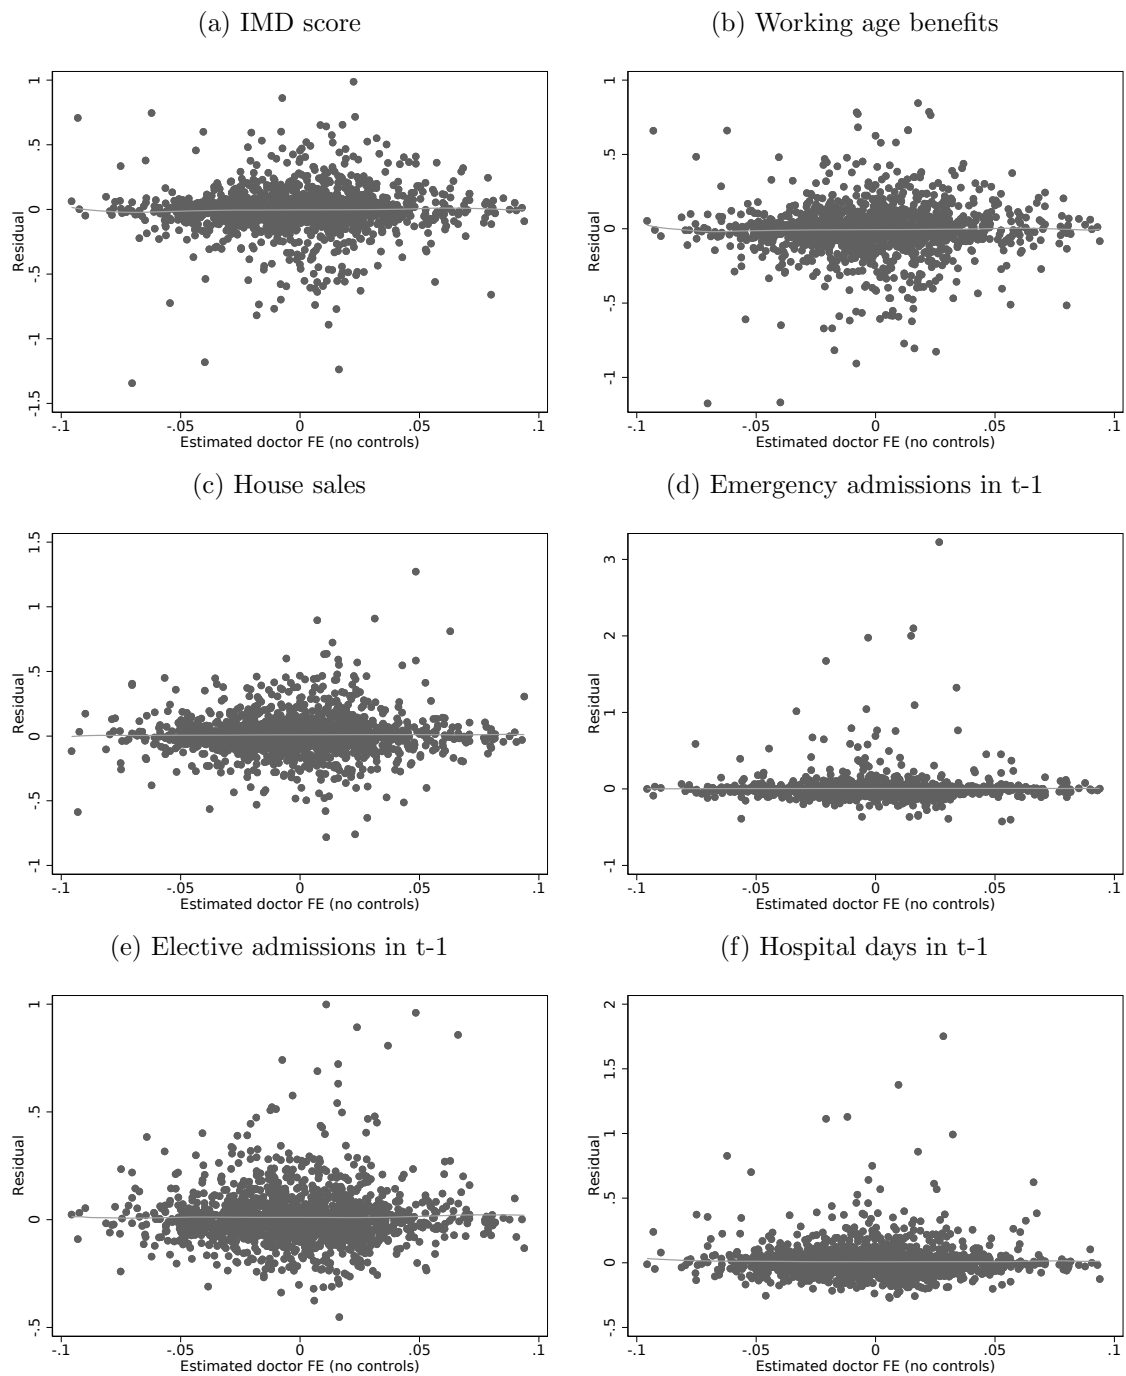 (a) IMD score
(b) Working age benefits
Residual
-1.5 -1 -.5 0 .5 1
-.1 -.05 0 .05 .1
Estimated doctor FE (no controls)
Residual
-1 -.5 0 .5 1
-.1 -.05 0 .05 .1
Estimated doctor FE (no controls)
(c) House sales
(d) Emergency admissions in t-1
Residual
-1 -.5 0 .5 1 1.5
-.1 -.05 0 .05 .1
Estimated doctor FE (no controls)
Residual
-1 0 1 2 3
-.1 -.05 0 .05 .1
Estimated doctor FE (no controls)
(e) Elective admissions in t-1
(f) Hospital days in t-1
Residual
-.5 0 .5 1
-.1 -.05 0 .05 .1
Estimated doctor FE (no controls)
Residual
-.5 0 .5 1 1.5 2
-.1 -.05 0 .05 .1
Estimated doctor FE (no controls)